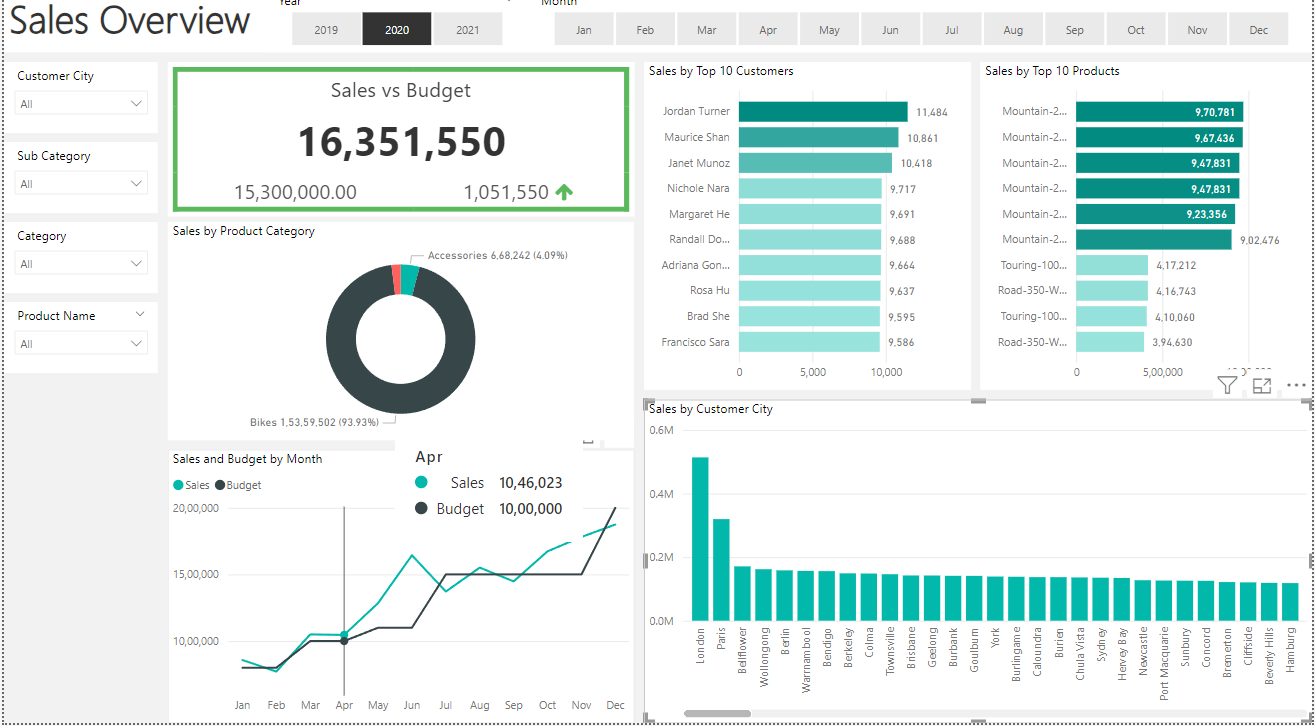 Sales Overview
Year
2019 2020 2021
Month
Jan Feb Mar Apr May Jun Jul Aug Sep Oct Nov Dec
Customer City
All
Sub Category
All
Category
All
Product Name
All
Sales vs Budget
16,351,550
15,300,000.00 1,051,550
Sales by Product Category
Accessories 6,68,242 (4.09%)
Bikes 1,53,59,502 (93.93%)
Sales and Budget by Month
Sales Budget
Apr
Sales 10,46,023
Budget 10,00,000
20,00,000
15,00,000
10,00,000
Jan Feb Mar Apr May Jun Jul Aug Sep Oct Nov Dec
Sales by Top 10 Customers
Jordan Turner 11,484
Maurice Shan 10,861
Janet Munoz 10,418
Nichole Nara 9,717
Margaret He 9,691
Randall Do... 9,688
Adriana Gon... 9,664
Rosa Hu 9,637
Brad She 9,595
Francisco Sara 9,586
0 5,000 10,000
Sales by Top 10 Products
Mountain-2... 9,70,781
Mountain-2... 9,67,436
Mountain-2... 9,47,831
Mountain-2... 9,47,831
Mountain-2... 9,23,356
Mountain-2... 9,02,476
Touring-100... 4,17,212
Road-350-W... 4,16,743
Touring-100... 4,10,060
Road-350-W... 3,94,630
0 5,00,000
Sales by Customer City
0.6M
0.4M
0.2M
0.0M
London
Paris
Bellflower
Wollongong
Berlin
Warrnambool
Bendigo
Berkeley
Colma
Townsville
Brisbane
Geelong
Burbank
Goulburn
York
Burlingame
Caloundra
Burien
Chula Vista
Sydney
Hervey Bay
Newcastle
Port Macquarie
Sunbury
Concord
Bremerton
Cliffside
Beverly Hills
Hamburg